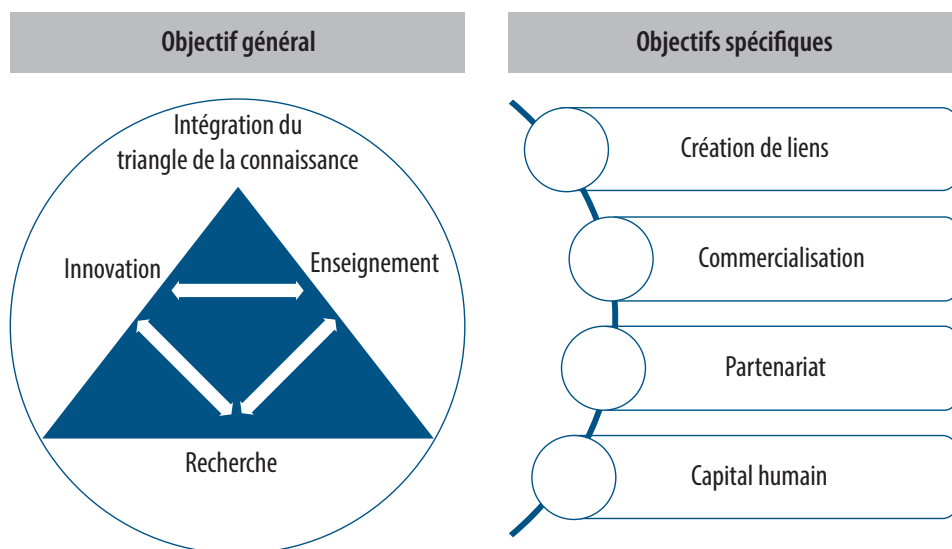 Objectif général
Intégration du
triangle de la connaissance
Innovation
Enseignement
Recherche
Objectifs spécifiques
Création de liens
Commercialisation
Partenariat
Capital humain